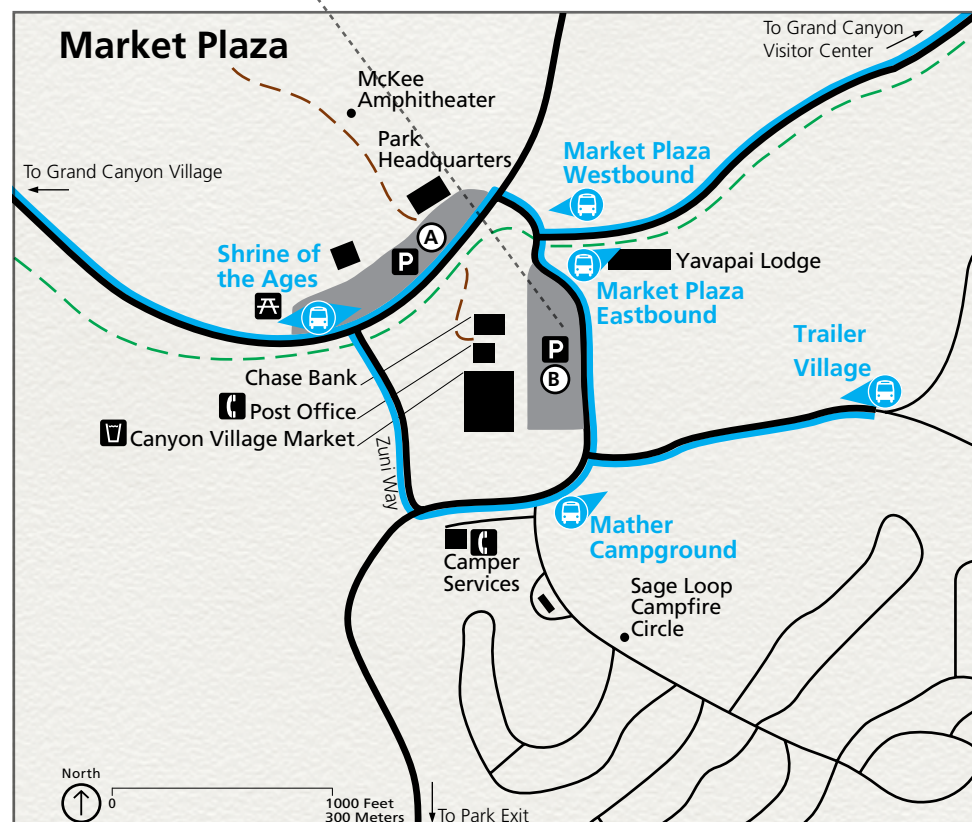 Market Plaza
To Grand Canyon
Visitor Center
McKee
Amphitheater
Park
Headquarters
To Grand Canyon Village
Market Plaza
Westbound
A
P
Shrine of
the Ages
Yavapai Lodge
Market Plaza
Eastbound
Trailer
Village
P
B
Chase Bank
Post Office
Canyon Village Market
Zuni Way
Mather
Campground
Camper
Services
Sage Loop
Campfire
Circle
North
0
1000 Feet
300 Meters
To Park Exit